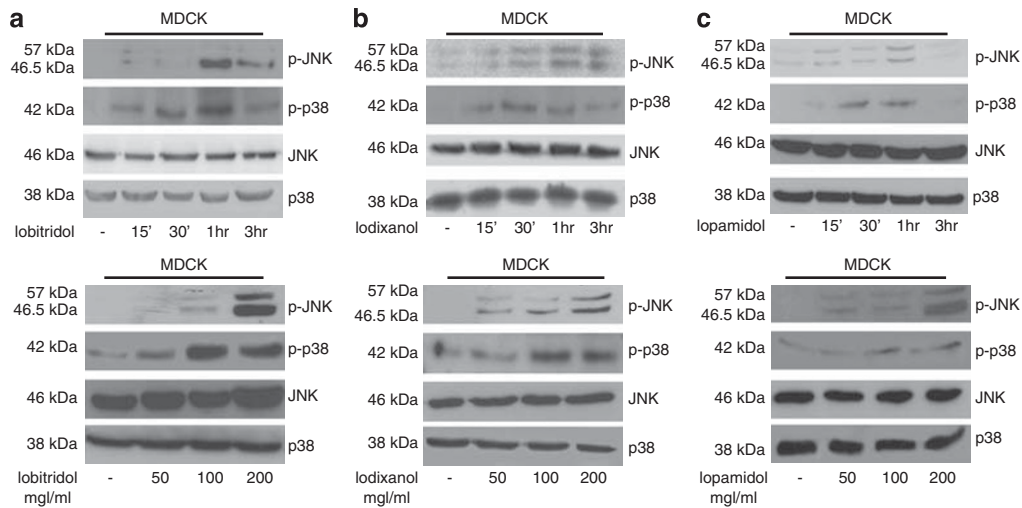 a
MDCK
57 kDa
46.5 kDa
p-JNK
42 kDa
p-p38
46 kDa
JNK
38 kDa
p38
Iobitridol - 15' 30' 1hr 3hr
MDCK
57 kDa
46.5 kDa
p-JNK
42 kDa
p-p38
46 kDa
JNK
38 kDa
p38
Iobitridol - 50 100 200
mgI/ml
b
MDCK
57 kDa
46.5 kDa
p-JNK
42 kDa
p-p38
46 kDa
JNK
38 kDa
p38
Iodixanol - 15' 30' 1hr 3hr
MDCK
57 kDa
46.5 kDa
p-JNK
42 kDa
p-p38
46 kDa
JNK
38 kDa
p38
Iodixanol - 50 100 200
mgI/ml
c
MDCK
57 kDa
46.5 kDa
p-JNK
42 kDa
p-p38
46 kDa
JNK
38 kDa
p38
Iopamidol - 15' 30' 1hr 3hr
MDCK
57 kDa
46.5 kDa
p-JNK
42 kDa
p-p38
46 kDa
JNK
38 kDa
p38
Iopamidol - 50 100 200
mgI/ml